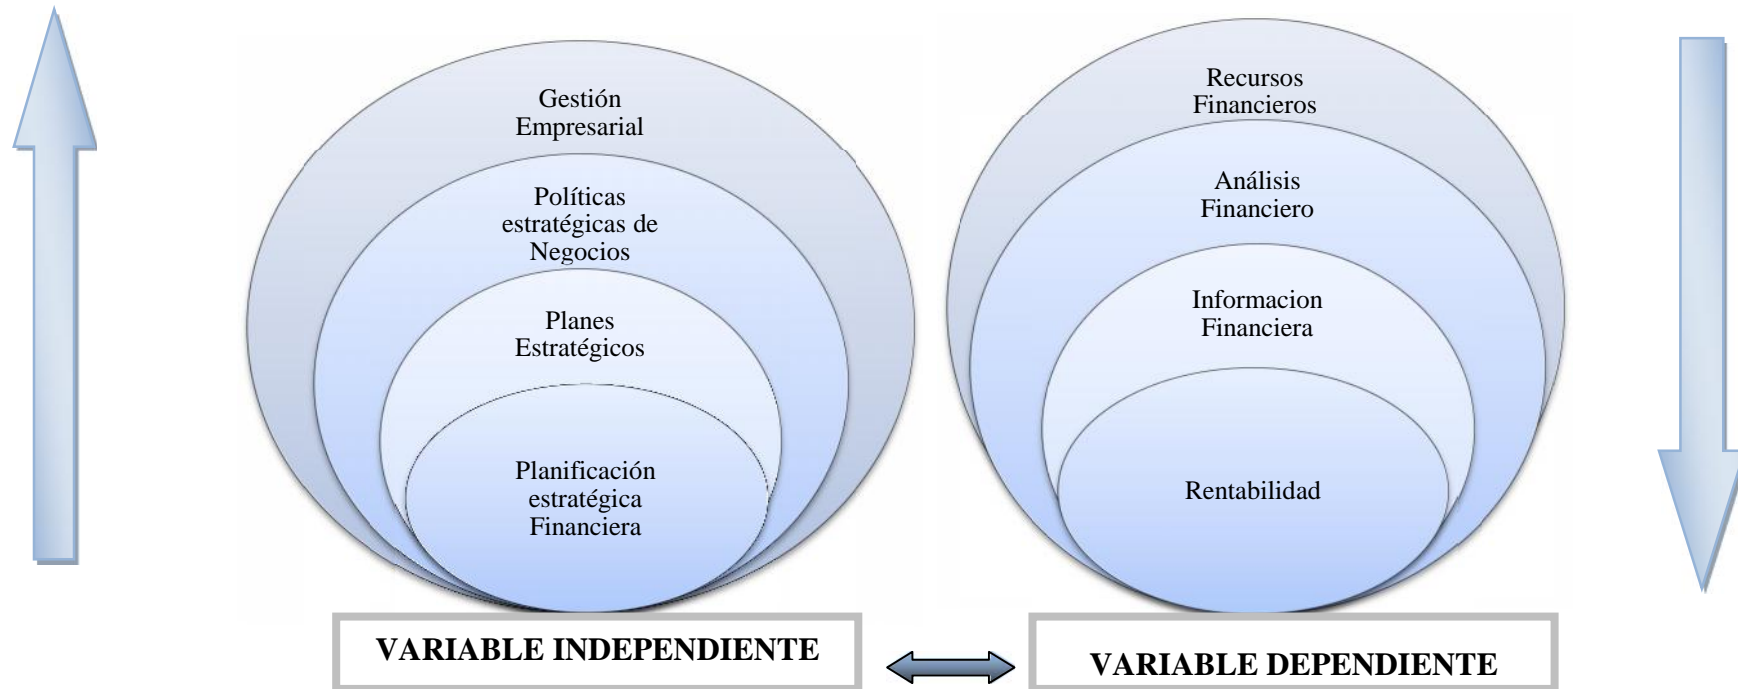 Gestión
Empresarial
Políticas
estratégicas de
Negocios
Planes
Estratégicos
Planificación
estratégica
Financiera
VARIABLE INDEPENDIENTE
Recursos
Financieros
Análisis
Financiero
Informacion
Financiera
Rentabilidad
VARIABLE DEPENDIENTE